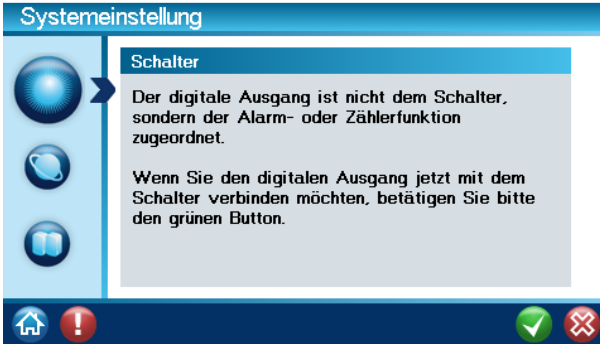 Systemeinstellung
Schalter
Der digitale Ausgang ist nicht dem Schalter,
sondern der Alarm- oder Zählerfunktion
zugeordnet.
Wenn Sie den digitalen Ausgang jetzt mit dem
Schalter verbinden möchten, betätigen Sie bitte
den grünen Button.